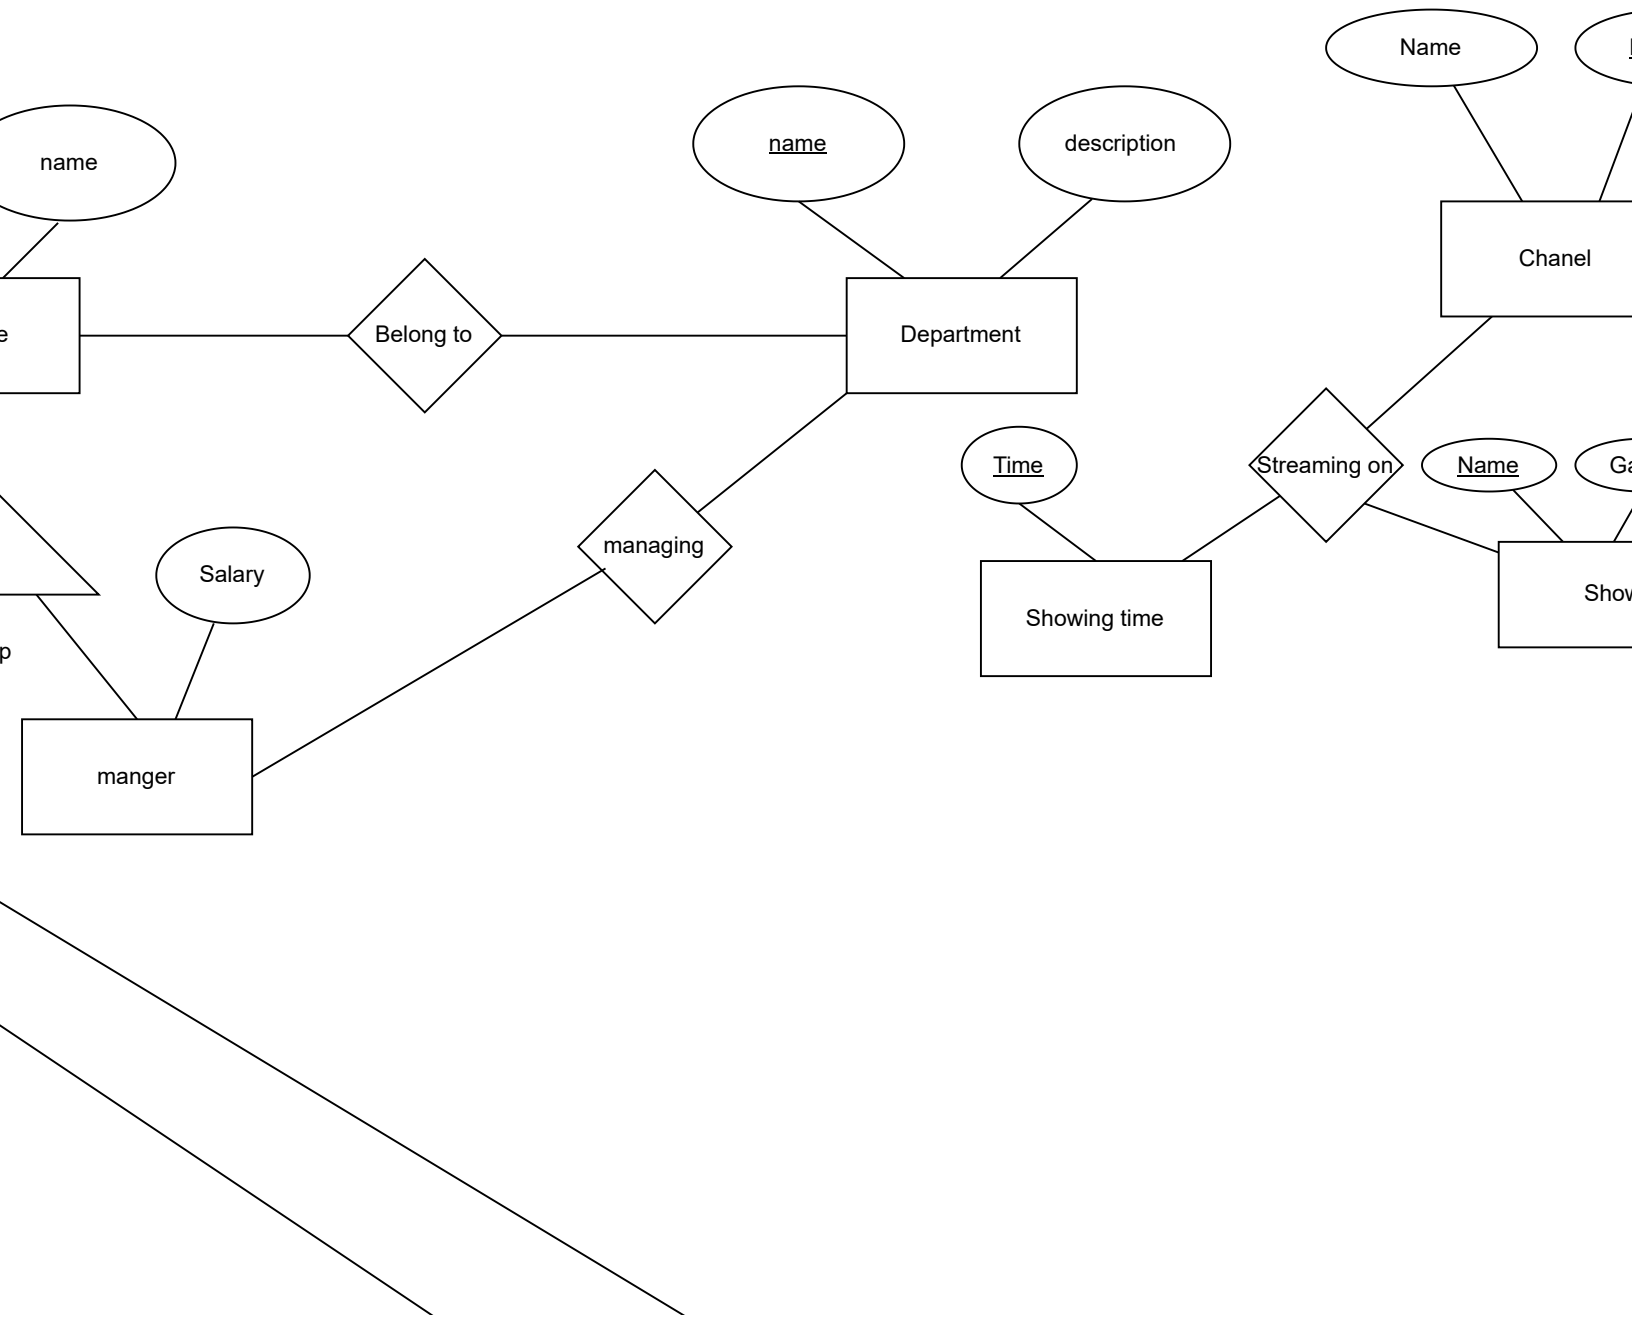 Name
name
description
name
Chanel
Belong to
Department
Time
Streaming on
Name
managing
Salary
Showing time
manger